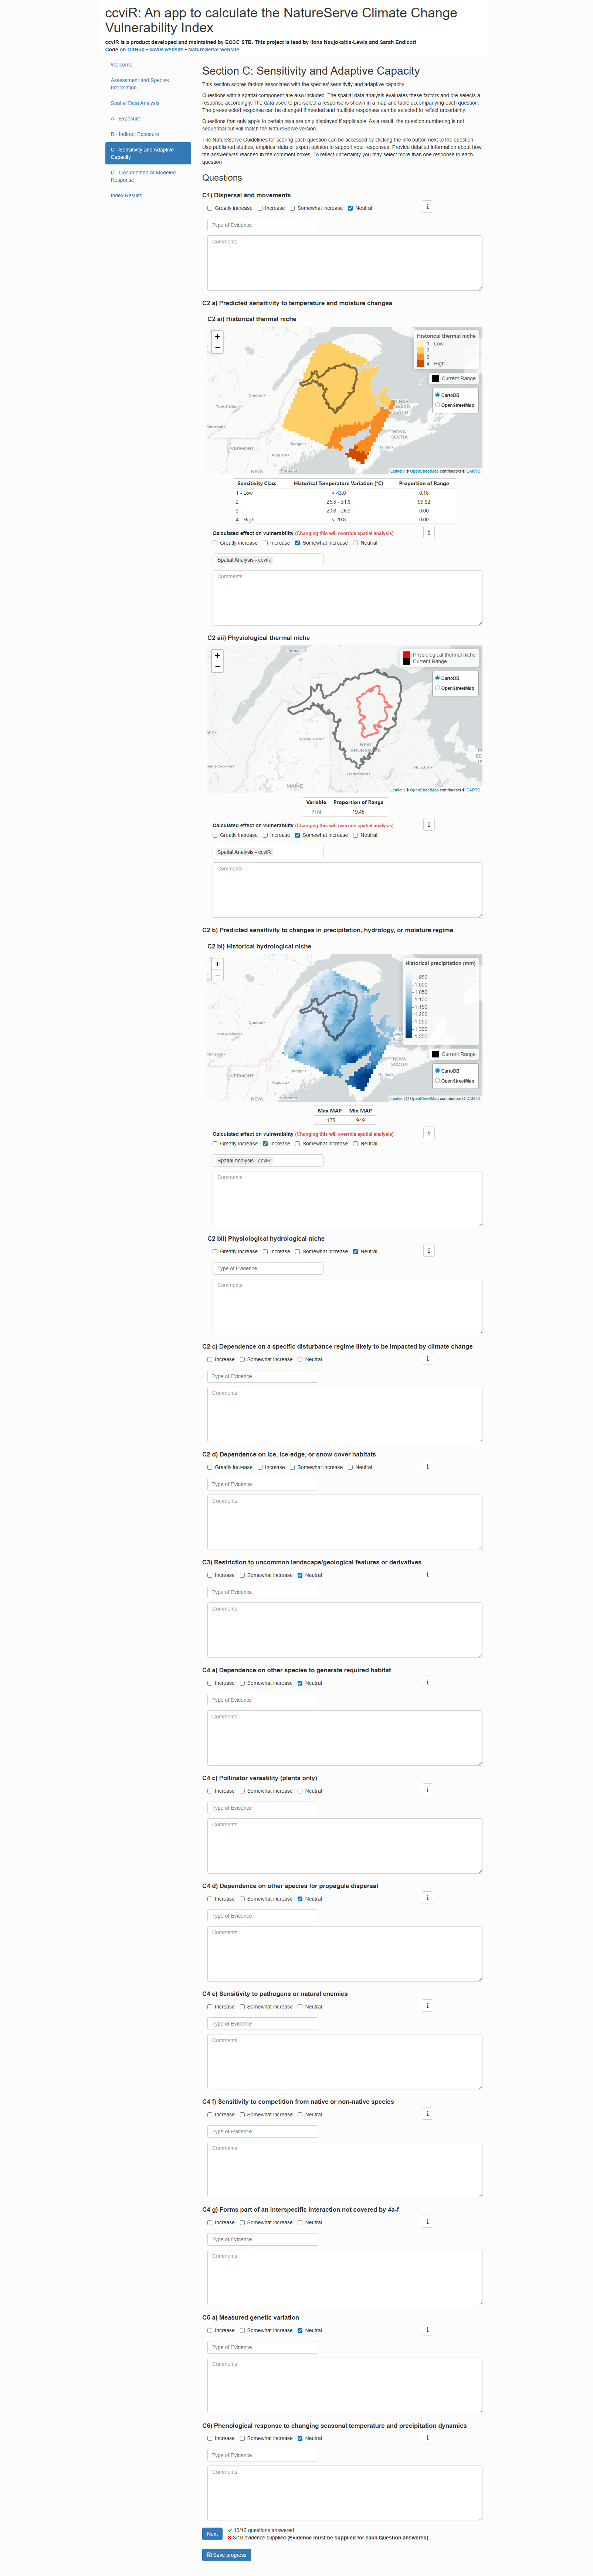 ccviR: An app to calculate the NatureServe Climate Change
Vulnerability Index
ccviR is a product developed and maintained by ECCC STB. This project is lead by Ilona Naujokaitis-Lewis and Sarah Endicott
Code on GitHub • ccviR website • NatureServe website
Welcome
Assessment and Species
Information
Spatial Data Analysis
A - Exposure
B - Indirect Exposure
C - Sensitivity and Adaptive
Capacity
D - Documented or Modeled
Response
Index Results
Section C: Sensitivity and Adaptive Capacity
This section scores factors associated with the species' sensitivity and adaptive capacity.
Questions with a spatial component are also included. The spatial data analysis evaluates these factors and pre-selects a
response accordingly. The data used to pre-select a response is shown in a map and table accompanying each question.
The pre-selected response can be changed if needed and multiple responses can be selected to reflect uncertainty.
Questions that only apply to certain taxa are only displayed if applicable. As a result, the question numbering is not
sequential but will match the NatureServe version.
The NatureServe Guidelines for scoring each question can be accessed by clicking the info button next to the question.
Use published studies, empirical data or expert opinion to support your responses. Provide detailed information about how
the answer was reached in the comment boxes. To reflect uncertainty you may select more than one response to each
question
Questions
C1) Dispersal and movements
Greatly increase Increase Somewhat increase Neutral
i
Type of Evidence
Comments
C2 a) Predicted sensitivity to temperature and moisture changes
C2 ai) Historical thermal niche
+
−
Historical thermal niche
1 - Low
2
3
4 - High
Current Range
CartoDB
OpenStreetMap
NOVA
SCOTIA
VERMONT
Augusta
Bangor
Leaflet | © OpenStreetMap contributors © CARTO
Sensitivity Class Historical Temperature Variation (°C) Proportion of Range
1 - Low > 43.0 0.18
2 26.3 - 31.8 99.82
3 20.8 - 26.3 0.00
4 - High < 20.8 0.00
Calculated effect on vulnerability (Changing this will override spatial analysis)
i
Greatly increase Increase Somewhat increase Neutral
Spatial Analysis - ccviR
Comments
C2 aii) Physiological thermal niche
+
−
Physiological thermal niche
Current Range
CartoDB
OpenStreetMap
NEW
BRUNSWICK
MAINE
Leaflet | © OpenStreetMap contributors © CARTO
Variable Proportion of Range
PTN 19.45
Calculated effect on vulnerability (Changing this will override spatial analysis)
i
Greatly increase Increase Somewhat increase Neutral
Spatial Analysis - ccviR
Comments
C2 b) Predicted sensitivity to changes in precipitation, hydrology, or moisture regime
C2 bi) Historical hydrological niche
+
−
Historical precipitation (mm)
950
1,000
1,050
1,100
1,150
1,200
1,250
1,300
1,350
Current Range
CartoDB
OpenStreetMap
NOVA
SCOTIA
VERMONT
Augusta
Bangor
Leaflet | © OpenStreetMap contributors © CARTO
Max MAP Min MAP
1175 949
Calculated effect on vulnerability (Changing this will override spatial analysis)
i
Greatly increase Increase Somewhat increase Neutral
Spatial Analysis - ccviR
Comments
C2 bii) Physiological hydrological niche
Greatly increase Increase Somewhat increase Neutral
i
Type of Evidence
Comments
C2 c) Dependence on a specific disturbance regime likely to be impacted by climate change
Increase Somewhat increase Neutral
i
Type of Evidence
Comments
C2 d) Dependence on ice, ice-edge, or snow-cover habitats
Greatly increase Increase Somewhat increase Neutral
i
Type of Evidence
Comments
C3) Restriction to uncommon landscape/geological features or derivatives
Increase Somewhat increase Neutral
i
Type of Evidence
Comments
C4 a) Dependence on other species to generate required habitat
Increase Somewhat increase Neutral
i
Type of Evidence
Comments
C4 c) Pollinator versatility (plants only)
Increase Somewhat increase Neutral
i
Type of Evidence
Comments
C4 d) Dependence on other species for propagule dispersal
Increase Somewhat increase Neutral
i
Type of Evidence
Comments
C4 e) Sensitivity to pathogens or natural enemies
Increase Somewhat increase Neutral
i
Type of Evidence
Comments
C4 f) Sensitivity to competition from native or non-native species
Increase Somewhat increase Neutral
i
Type of Evidence
Comments
C4 g) Forms part of an interspecific interaction not covered by 4a-f
Increase Somewhat increase Neutral
i
Type of Evidence
Comments
C5 a) Measured genetic variation
Increase Somewhat increase Neutral
i
Type of Evidence
Comments
C6) Phenological response to changing seasonal temperature and precipitation dynamics
Increase Somewhat increase Neutral
i
Type of Evidence
Comments
Next
10/16 questions answered
3/10 evidence supplied (Evidence must be supplied for each Question answered)
Save progress